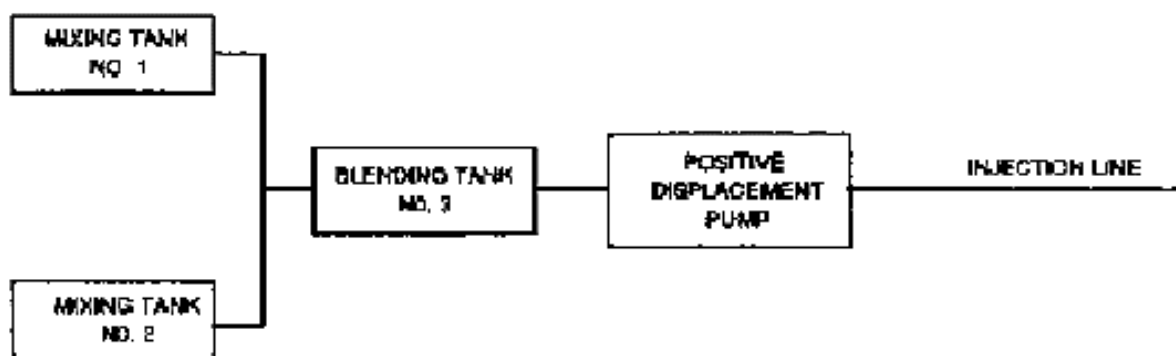 MIXING TANK
NO. 1
BLENDING TANK
NO. 3
POSITIVE
DISPLACEMENT
PUMP
INJECTION LINE
MIXING TANK
NO. 2